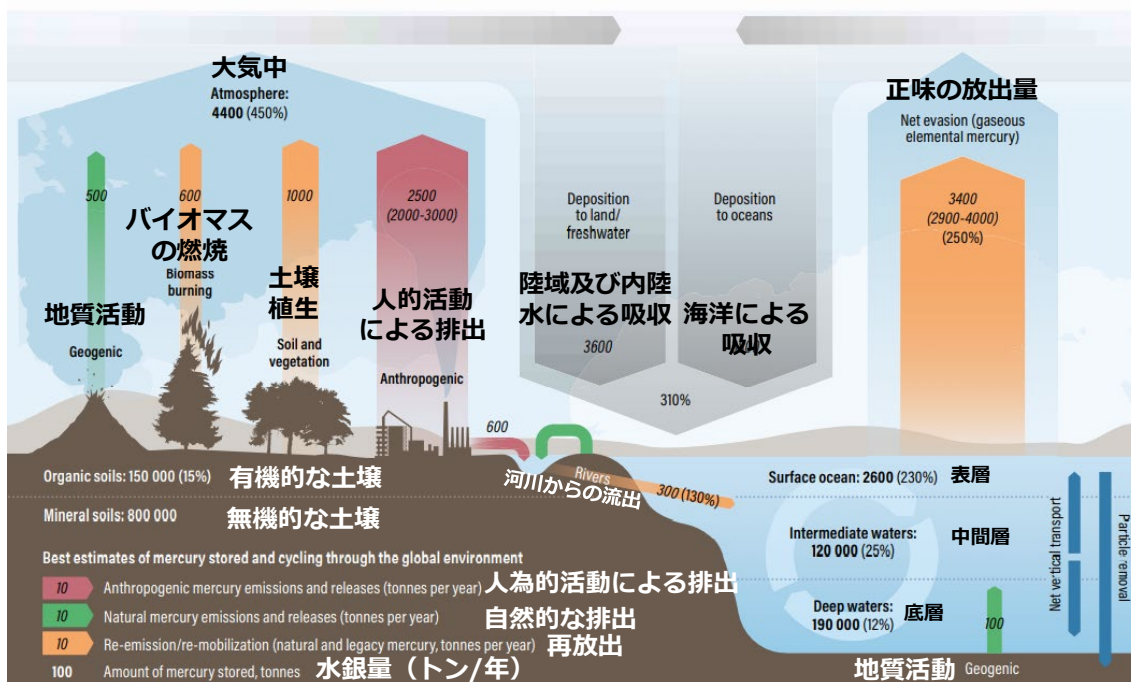 大気中
Atmosphere:
4400 (450%)
正味の放出量
Net evasion (gaseous
elemental mercury)
500
600
1000
2500
(2000-3000)
Deposition
to land/
freshwater
Deposition
to oceans
3400
(2900-4000)
(250%)
バイオマス
の燃焼
Biomass
burning
地質活動
Geogenic
土壌
植生
Soil and
vegetation
人的活動
による排出
Anthropogenic
陸域及び内陸
水による吸収
3600
海洋による
吸収
310%
600
Organic soils: 150 000 (15%)
有機的な土壌
Mineral soils: 800 000
無機的な土壌
Rivers
河川からの流出
300 (130%)
Surface ocean: 2600 (230%)
表層
Intermediate waters:
120 000 (25%)
中間層
Deep waters:
190 000 (12%)
底層
100
地質活動
Geogenic
Net vertical transport
Particle removal
Best estimates of mercury stored and cycling through the global environment
10 Anthropogenic mercury emissions and releases (tonnes per year) 人為的活動による排出
10 Natural mercury emissions and releases (tonnes per year) 自然的な排出
10 Re-emission/re-mobilization (natural and legacy mercury, tonnes per year) 再放出
100 Amount of mercury stored, tonnes 水銀量（トン/年）